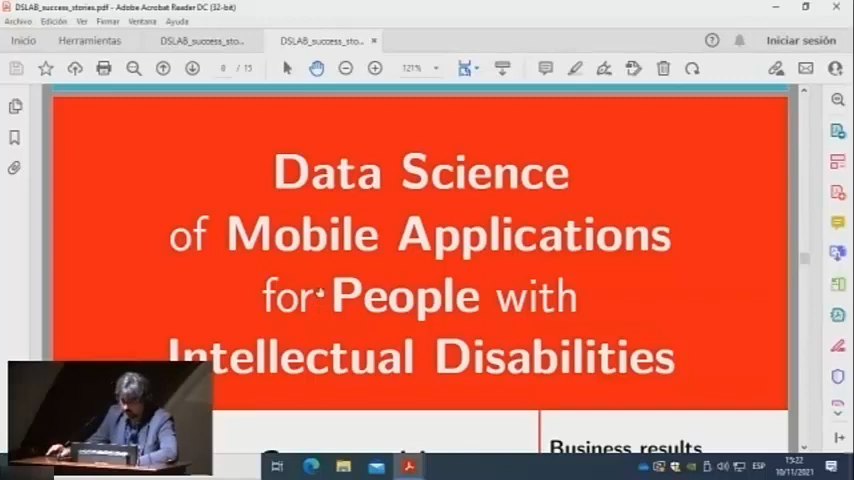 DSLAB_success_stories.pdf - Adobe Acrobat Reader DC (32-bit)
Archivo Edición Ver Firmar Ventana Ayuda
Inicio Herramientas DSLAB_success_sto... DSLAB_success_sto... × Iniciar sesión
8 / 15 121%
Data Science
of Mobile Applications
for People with
Intellectual Disabilities
Business results
ESP
15:22
10/11/2021